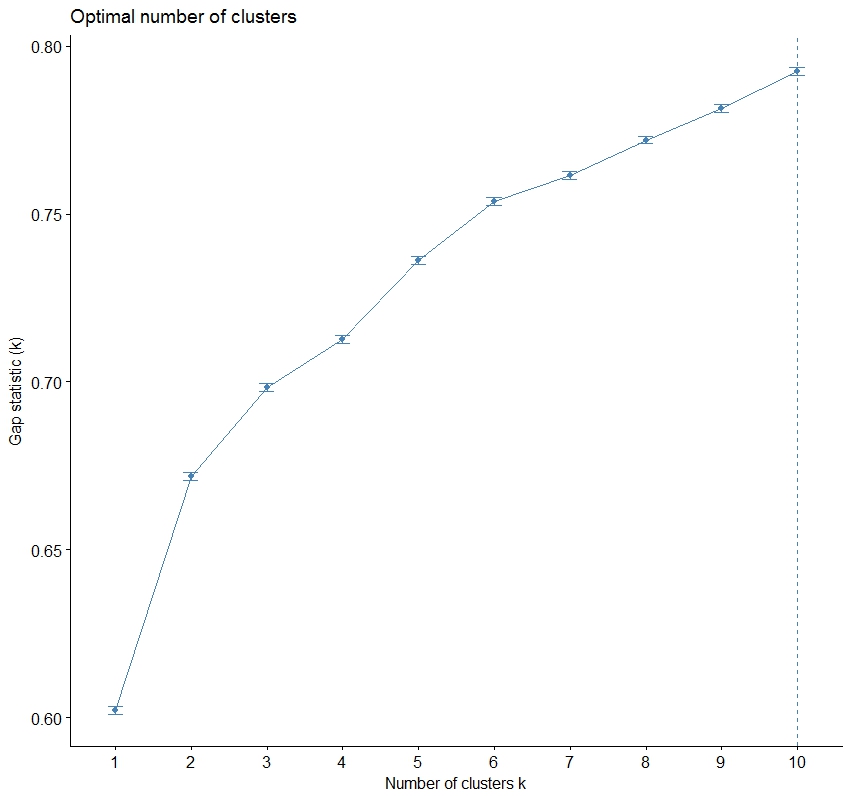 Optimal number of clusters
Gap statistic (k)
0.80
0.75
0.70
0.65
0.60
1 2 3 4 5 6 7 8 9 10
Number of clusters k